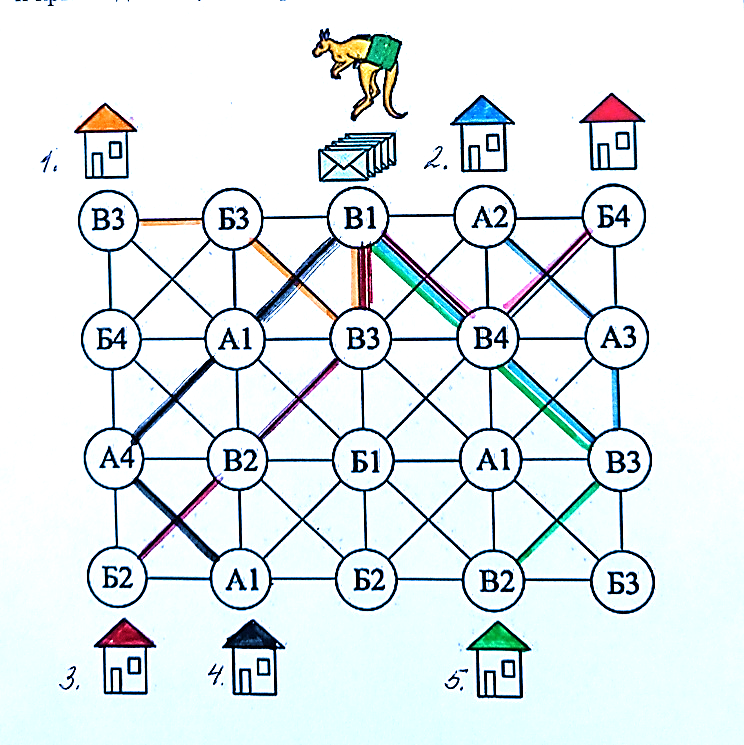 1. 2.
В3 Б3 В1 А2 Б4
Б4 А1 В3 В4 А3
А4 В2 Б1 А1 В3
Б2 А1 Б2 В2 Б3
3. 4. 5.